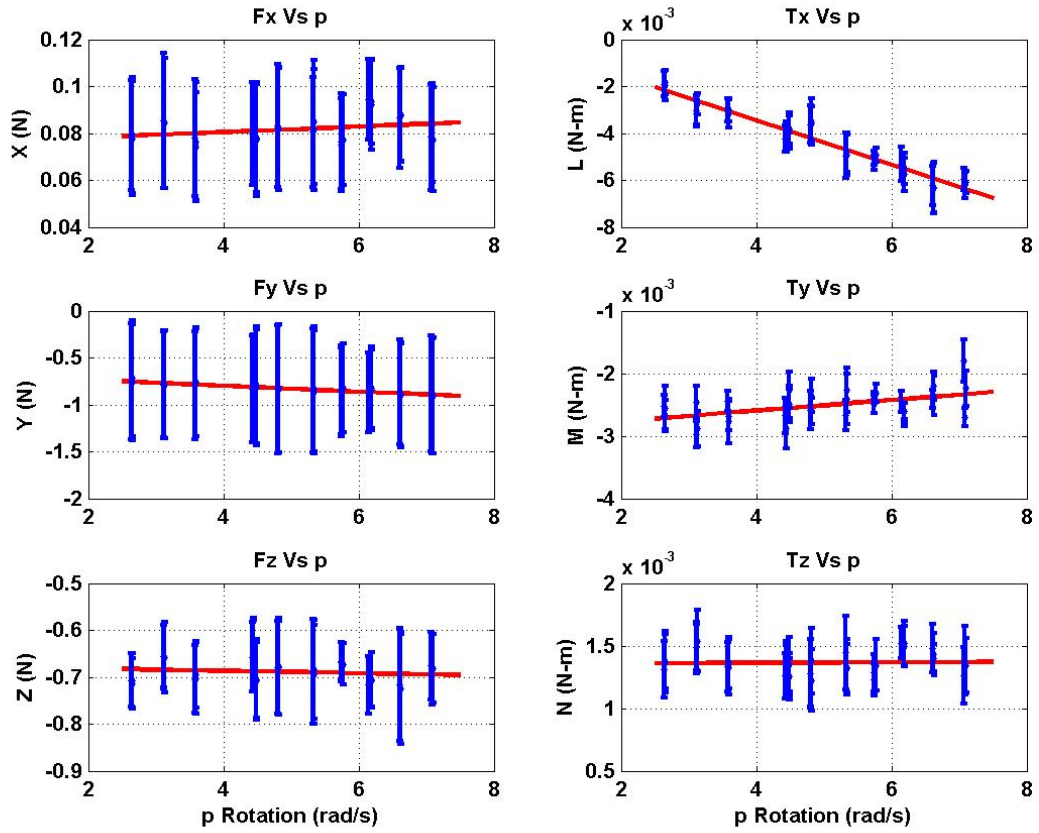 Fx Vs p
0.12
0.1
0.08
0.06
0.04
X (N)
2 4 6 8
Tx Vs p
x 10-3
0
-2
-4
-6
-8
L (N-m)
2 4 6 8
Fy Vs p
0
-0.5
-1
-1.5
-2
Y (N)
2 4 6 8
Ty Vs p
x 10-3
-1
-2
-3
-4
M (N-m)
2 4 6 8
Fz Vs p
-0.5
-0.6
-0.7
-0.8
-0.9
Z (N)
2 4 6 8
p Rotation (rad/s)
Tz Vs p
x 10-3
2
1.5
1
0.5
N (N-m)
2 4 6 8
p Rotation (rad/s)